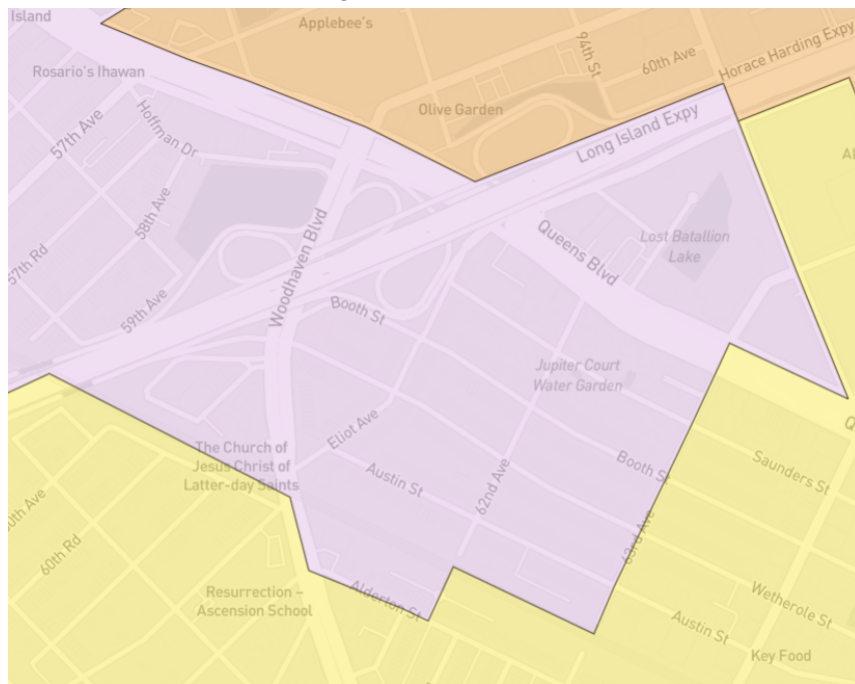 Island
Applebee's
Rosario's Ihawan
94th St
60th Ave
Horace Harding Expy
Olive Garden
57th Ave
Hoffman Dr
Long Island Expy
58th Ave
Queens Blvd
Lost Batallion
Lake
57th Rd
Woodhaven Blvd
59th Ave
Booth St
Jupiter Court
Water Garden
Eliot Ave
The Church of
Jesus Christ of
Latter-day Saints
Austin St
62nd Ave
Booth St
Saunders St
63rd Ave
60th Rd
Resurrection –
Ascension School
Alderton St
Wetherole St
Austin St
Key Food